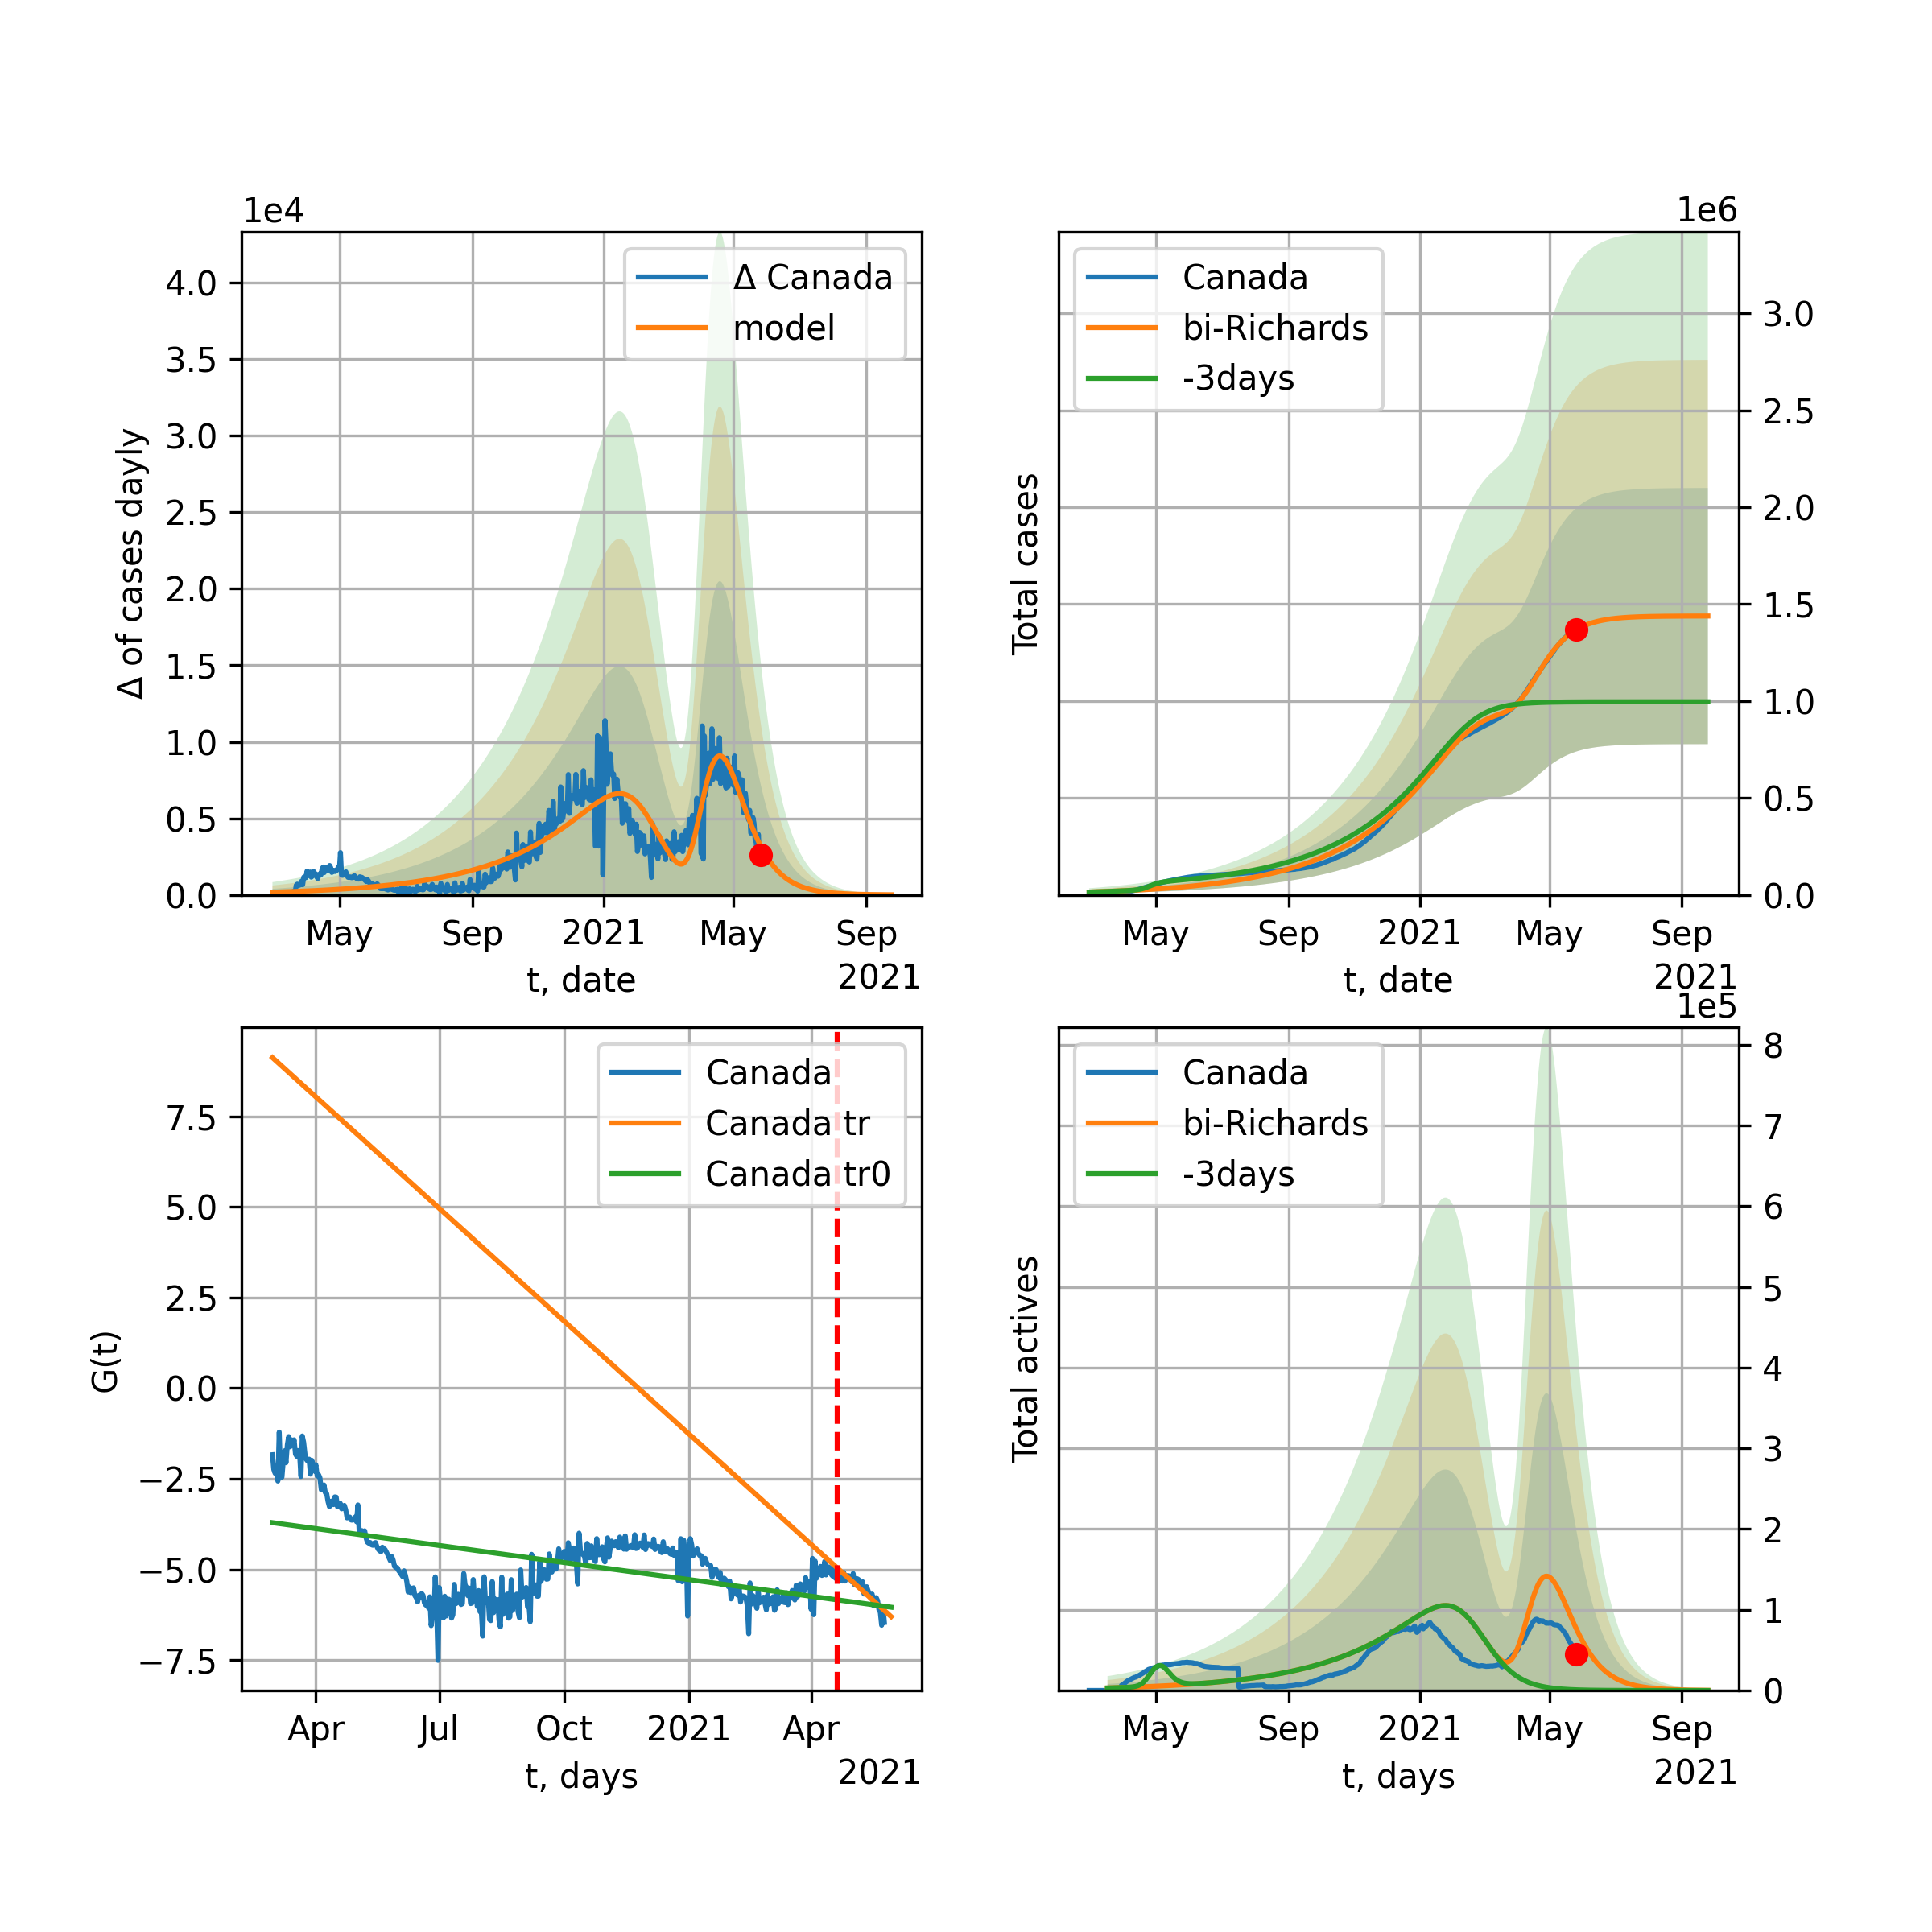 1e4
4.0
3.5
3.0
2.5
2.0
1.5
1.0
0.5
0.0
Δ of cases dayly
Δ Canada
model
May Sep 2021 May Sep
t, date
2021
1e6
Total cases
Canada
bi-Richards
-3days
3.0
2.5
2.0
1.5
1.0
0.5
0.0
May Sep 2021 May Sep
t, date
2021
7.5
5.0
2.5
0.0
−2.5
−5.0
−7.5
G(t)
Canada
Canada tr
Canada tr0
Apr Jul Oct 2021 Apr
t, days
2021
1e5
Total actives
Canada
bi-Richards
-3days
8
7
6
5
4
3
2
1
0
May Sep 2021 May Sep
t, days
2021